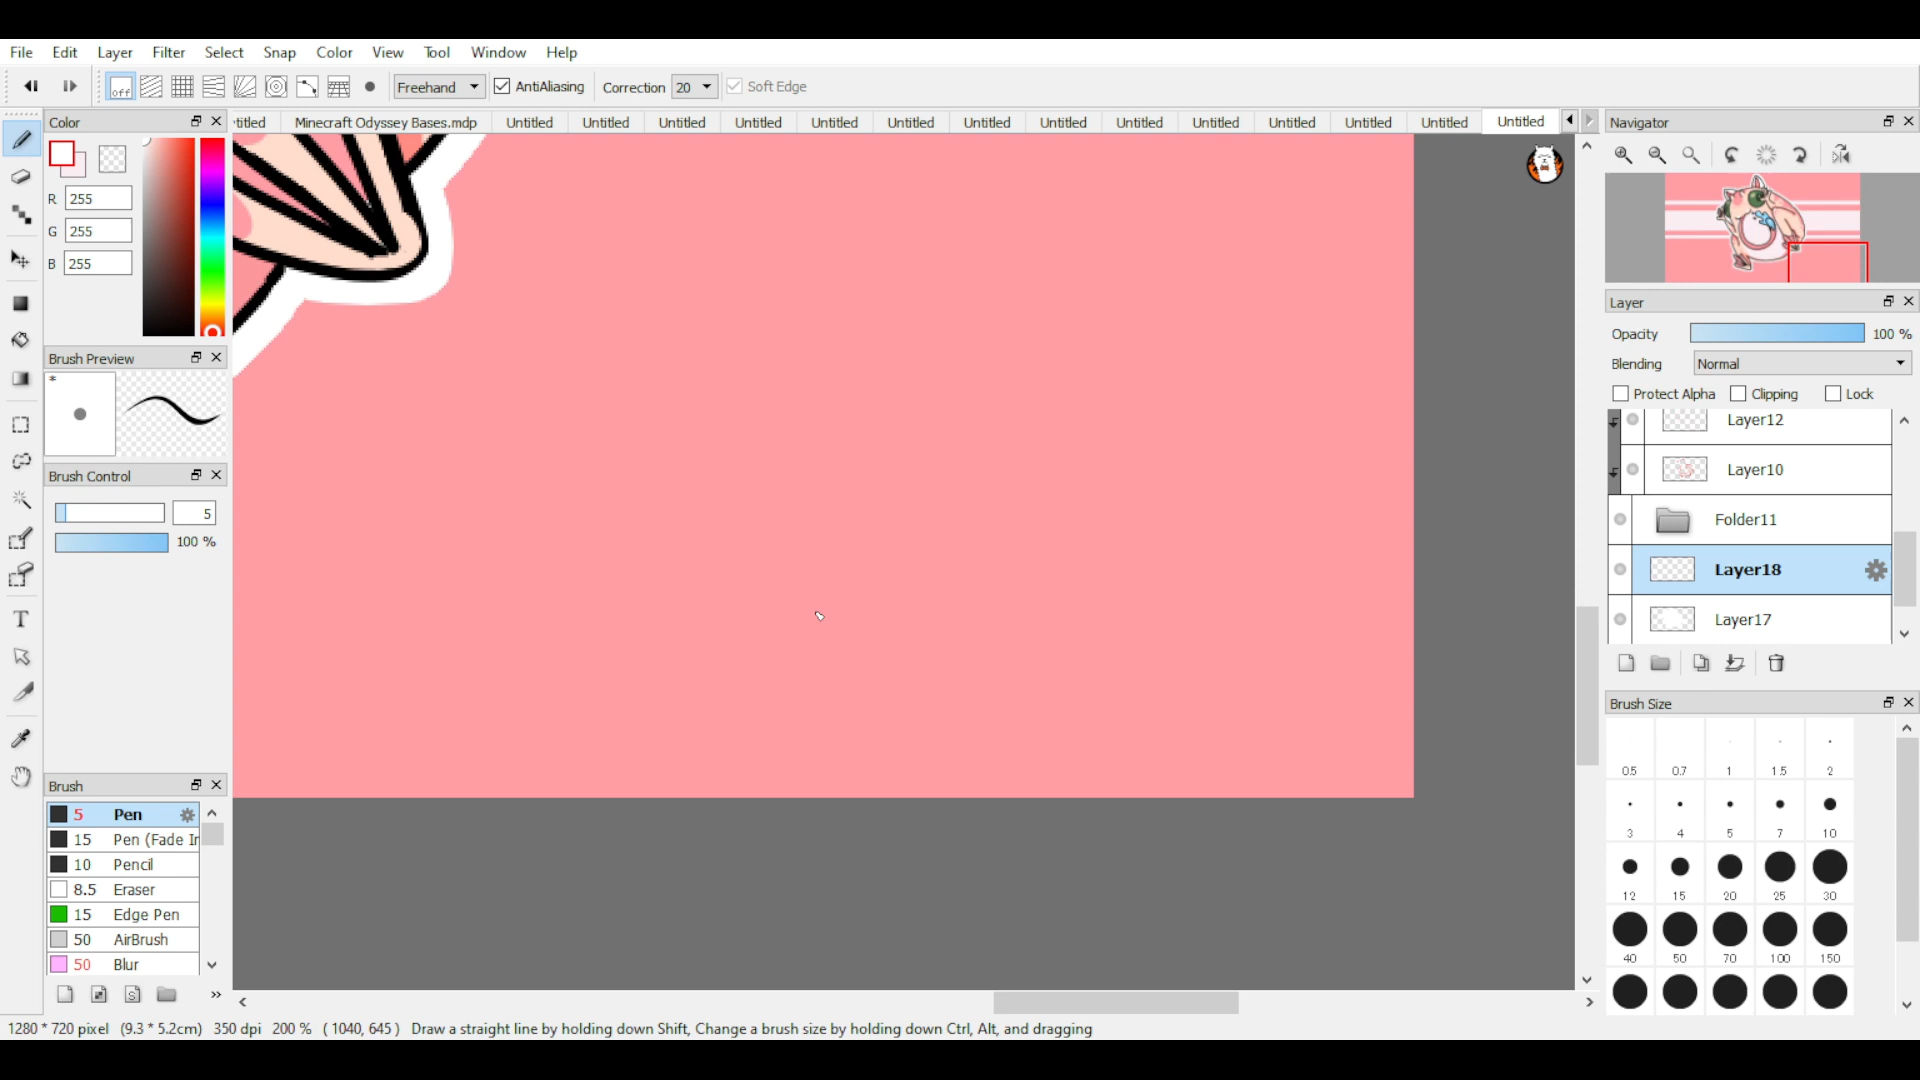 File Edit Layer Filter Select Snap Color View Tool Window Help
off Freehand AntiAliasing Correction 20 Soft Edge
Color
titled Minecraft Odyssey Bases.mdp Untitled Untitled Untitled Untitled Untitled Untitled Untitled Untitled Untitled Untitled Untitled Untitled Untitled Untitled
Navigator
R 255
G 255
B 255
Brush Preview
*
Brush Control
5
100 %
Layer
Opacity 100 %
Blending Normal
Protect Alpha Clipping Lock
Layer12
Layer10
Folder11
Layer18
Layer17
T
Brush Size
0.5 0.7 1 1.5 2
3 4 5 7 10
12 15 20 25 30
40 50 70 100 150
Brush
5 Pen
15 Pen (Fade In
10 Pencil
8.5 Eraser
15 Edge Pen
50 AirBrush
50 Blur
1280 * 720 pixel (9.3 * 5.2cm) 350 dpi 200 % ( 1040, 645 ) Draw a straight line by holding down Shift, Change a brush size by holding down Ctrl, Alt, and dragging